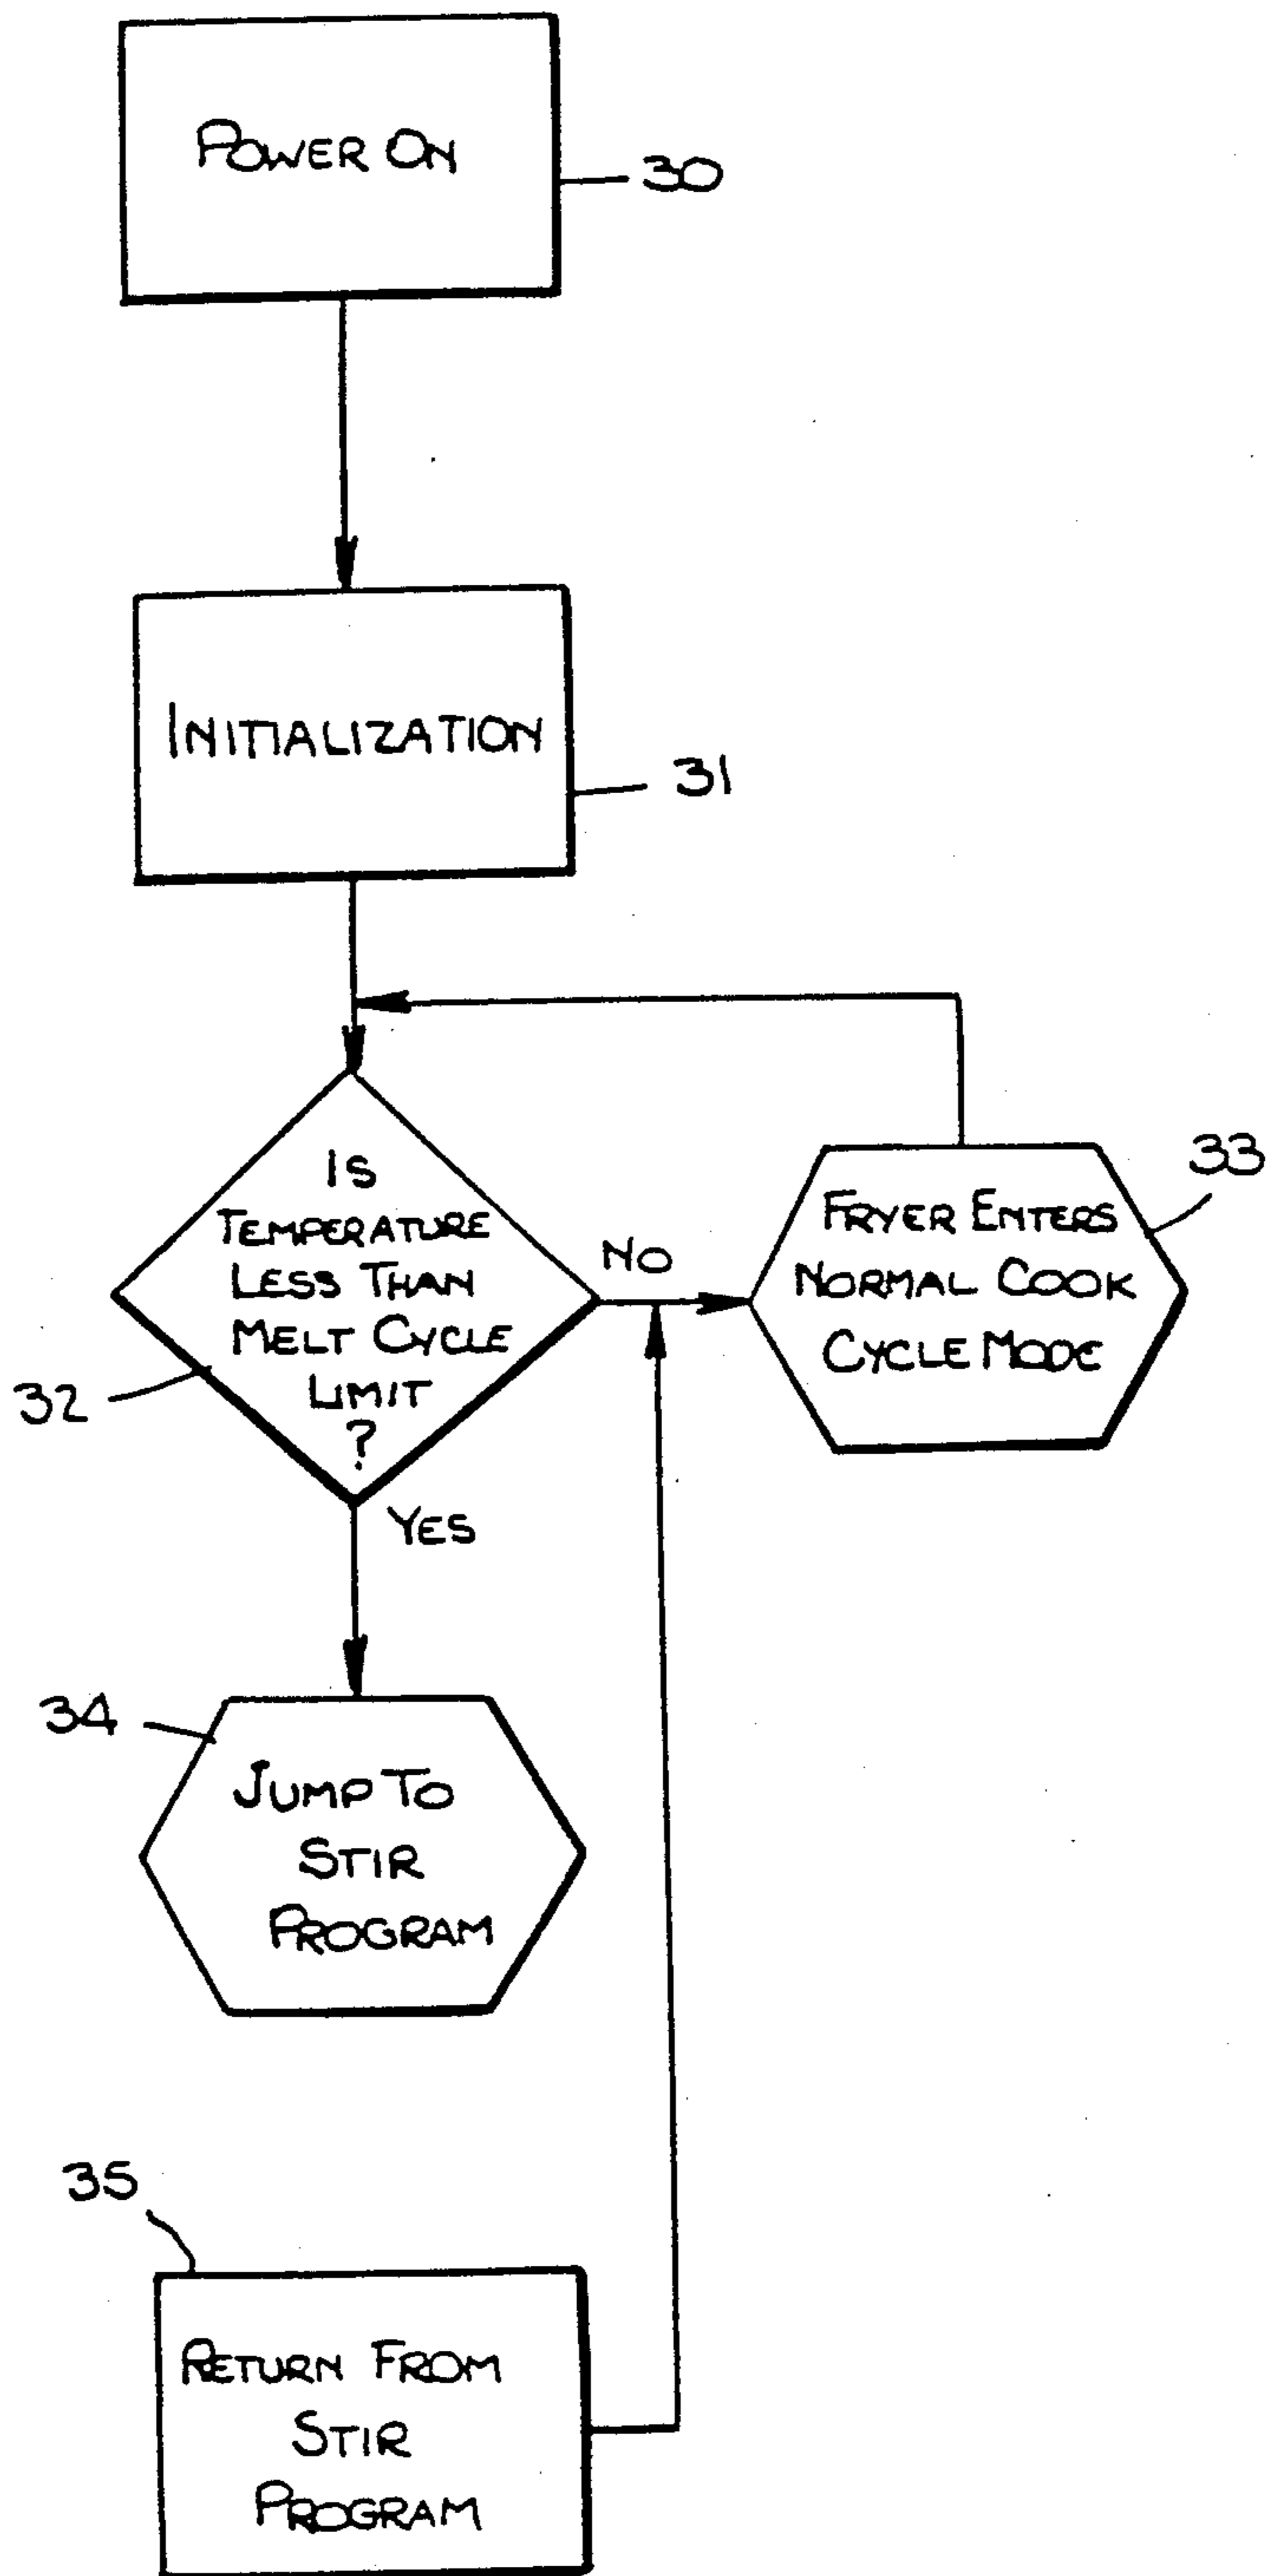 POWER ON
30
INITIALIZATION
31
IS
TEMPERATURE
LESS THAN
MELT CYCLE
LIMIT
?
32
NO
FRYER ENTERS
NORMAL COOK
CYCLE MODE
33
YES
34
JUMP TO
STIR
PROGRAM
35
RETURN FROM
STIR
PROGRAM